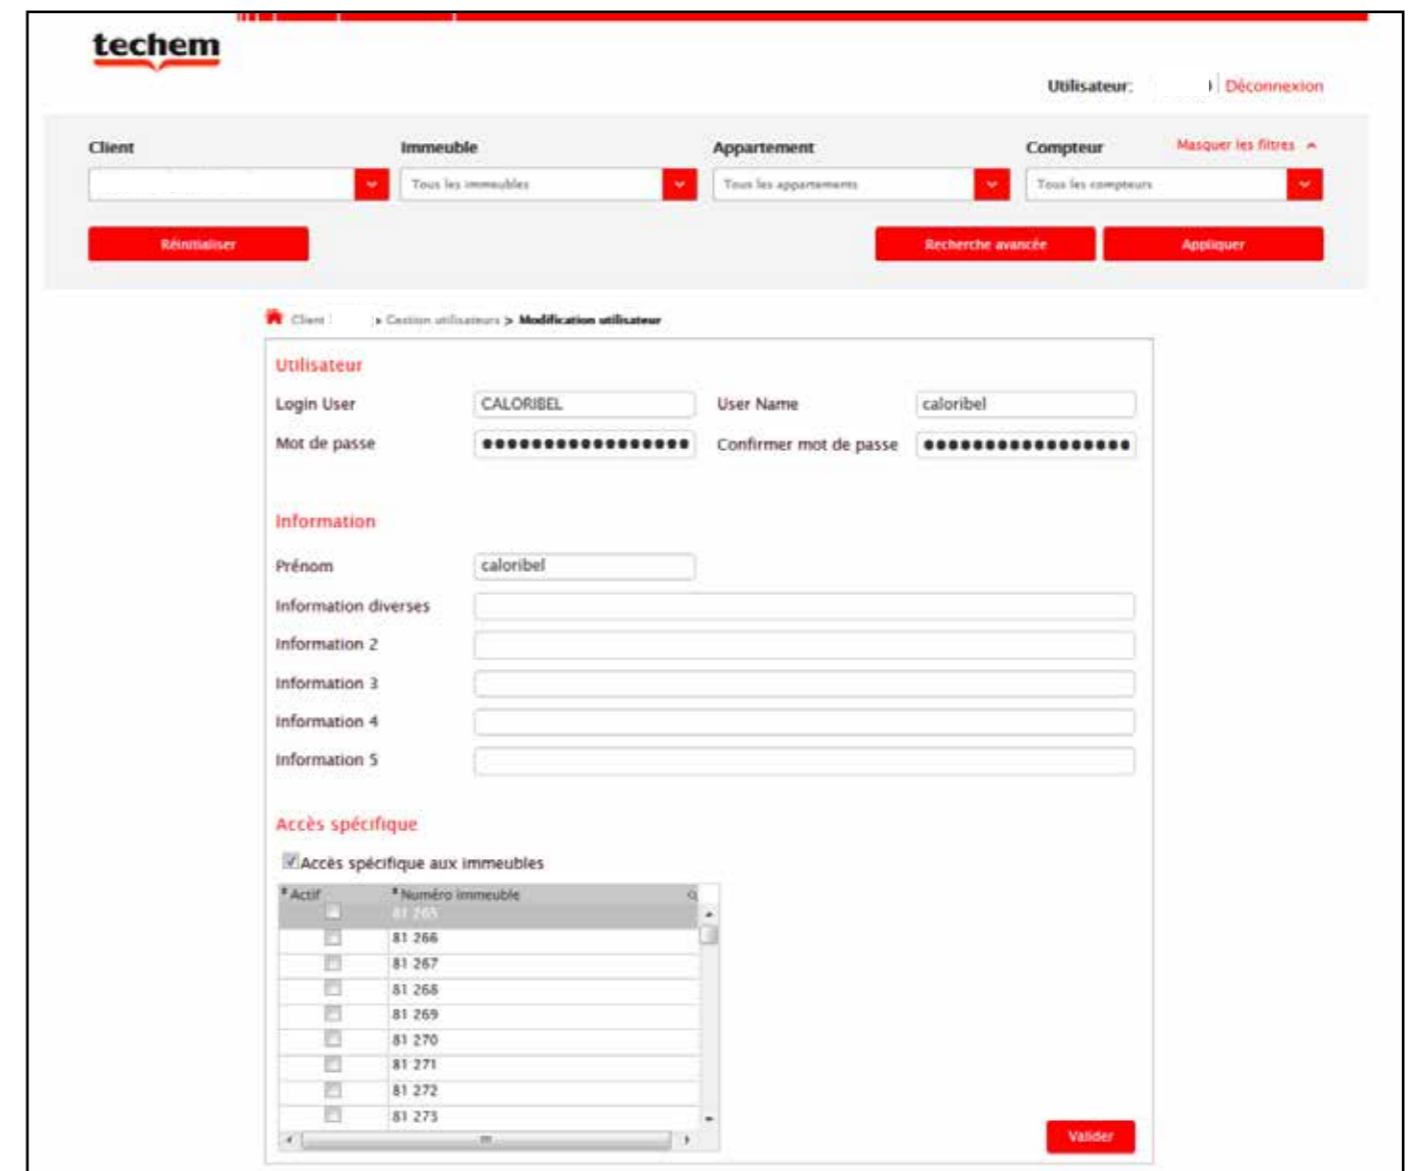 techem
Utilisateur: Déconnexion
Client Immeuble Appartement Compteur Masquer les filtres
Tous les immeubles Tous les appartements Tous les compteurs
Réinitialiser Recherche avancée Appliquer
Client Gestion utilisateurs > Modification utilisateur
Utilisateur
Login User CALORIBEL User Name caloribel
Mot de passe Confirmer mot de passe
Information
Prénom caloribel
Information diverses
Information 2
Information 3
Information 4
Information 5
Accès spécifique
Accès spécifique aux immeubles
* Actif * Numéro immeuble
81 265
81 266
81 267
81 268
81 269
81 270
81 271
81 272
81 273
Valider